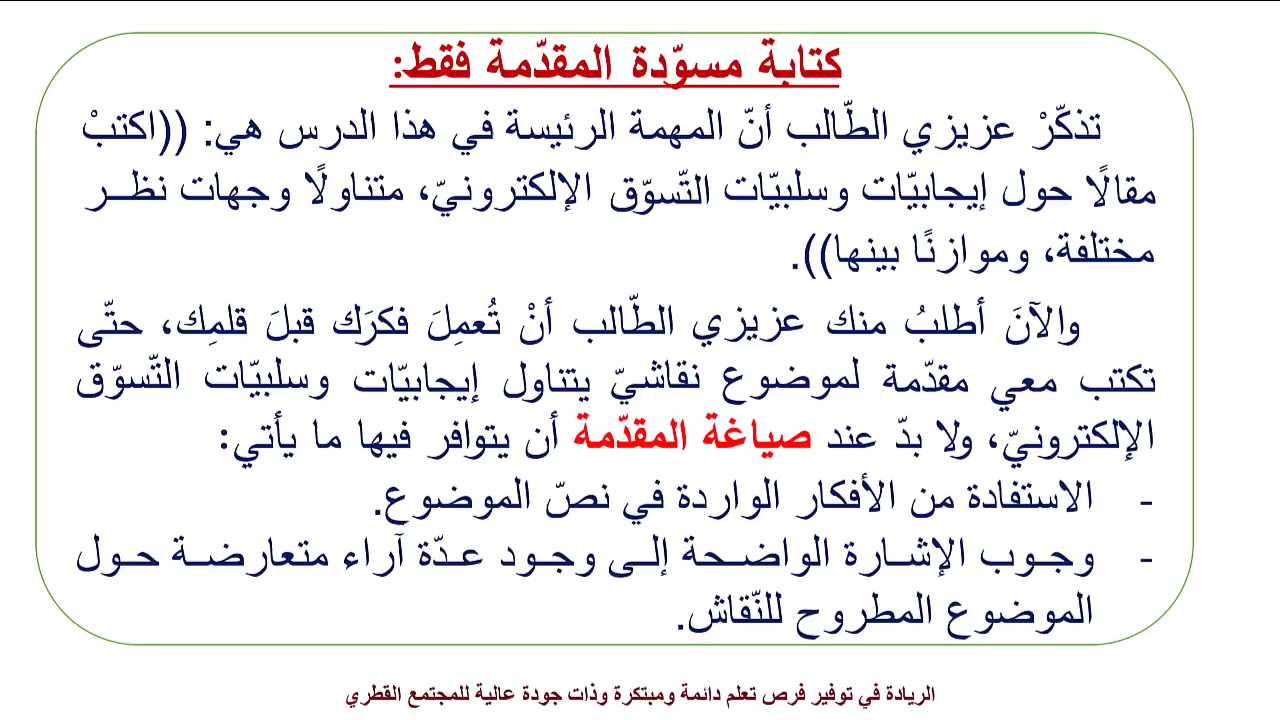 كتابة مسوّدة المقدّمة فقط:
تذكّرْ عزيزي الطّالب أنّ المهمة الرئيسة في هذا الدرس هي: ((اكتبْ
مقالًا حول إيجابيّات وسلبيّات التّسوّق الإلكترونيّ، متناولًا وجهات نظر
مختلفة، وموازنًا بينها)).
والآنَ أطلبُ منك عزيزي الطّالب أنْ تُعمِلَ فكرَك قبلَ قلمِك، حتّى
تكتب معي مقدّمة لموضوع نقاشيّ يتناول إيجابيّات وسلبيّات التّسوّق
الإلكترونيّ، ولا بدّ عند صياغة المقدّمة أن يتوافر فيها ما يأتي:
- الاستفادة من الأفكار الواردة في نصّ الموضوع.
- وجوب الإشارة الواضحة إلى وجود عدّة آراء متعارضة حول
الموضوع المطروح للنّقاش.
الريادة في توفير فرص تعلم دائمة ومبتكرة وذات جودة عالية للمجتمع القطري